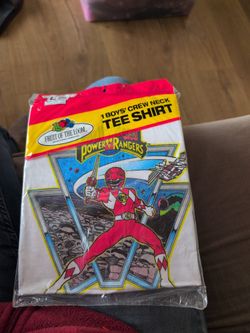 FRUIT OF THE LOOM
1 BOYS' CREW NECK
TEE SHIRT
POWER RANGERS